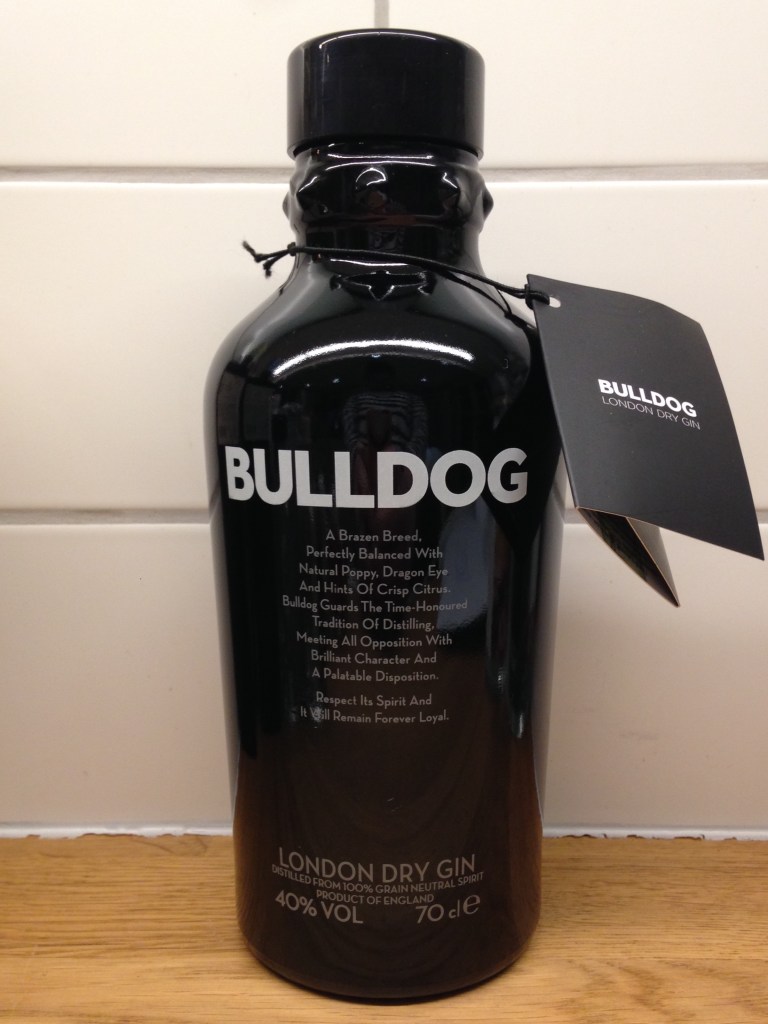 BULLDOG
LONDON DRY GIN
BULLDOG
A Brazen Breed,
Perfectly Balanced With
Natural Poppy, Dragon Eye
And Hints Of Crisp Citrus.
Bulldog Guards The Time-Honoured
Tradition Of Distilling,
Meeting All Opposition With
Brilliant Character And
A Palatable Disposition.
Respect Its Spirit And
It Will Remain Forever Loyal.
LONDON DRY GIN
DISTILLED FROM 100% GRAIN NEUTRAL SPIRIT
PRODUCT OF ENGLAND
40% VOL 70 cl e